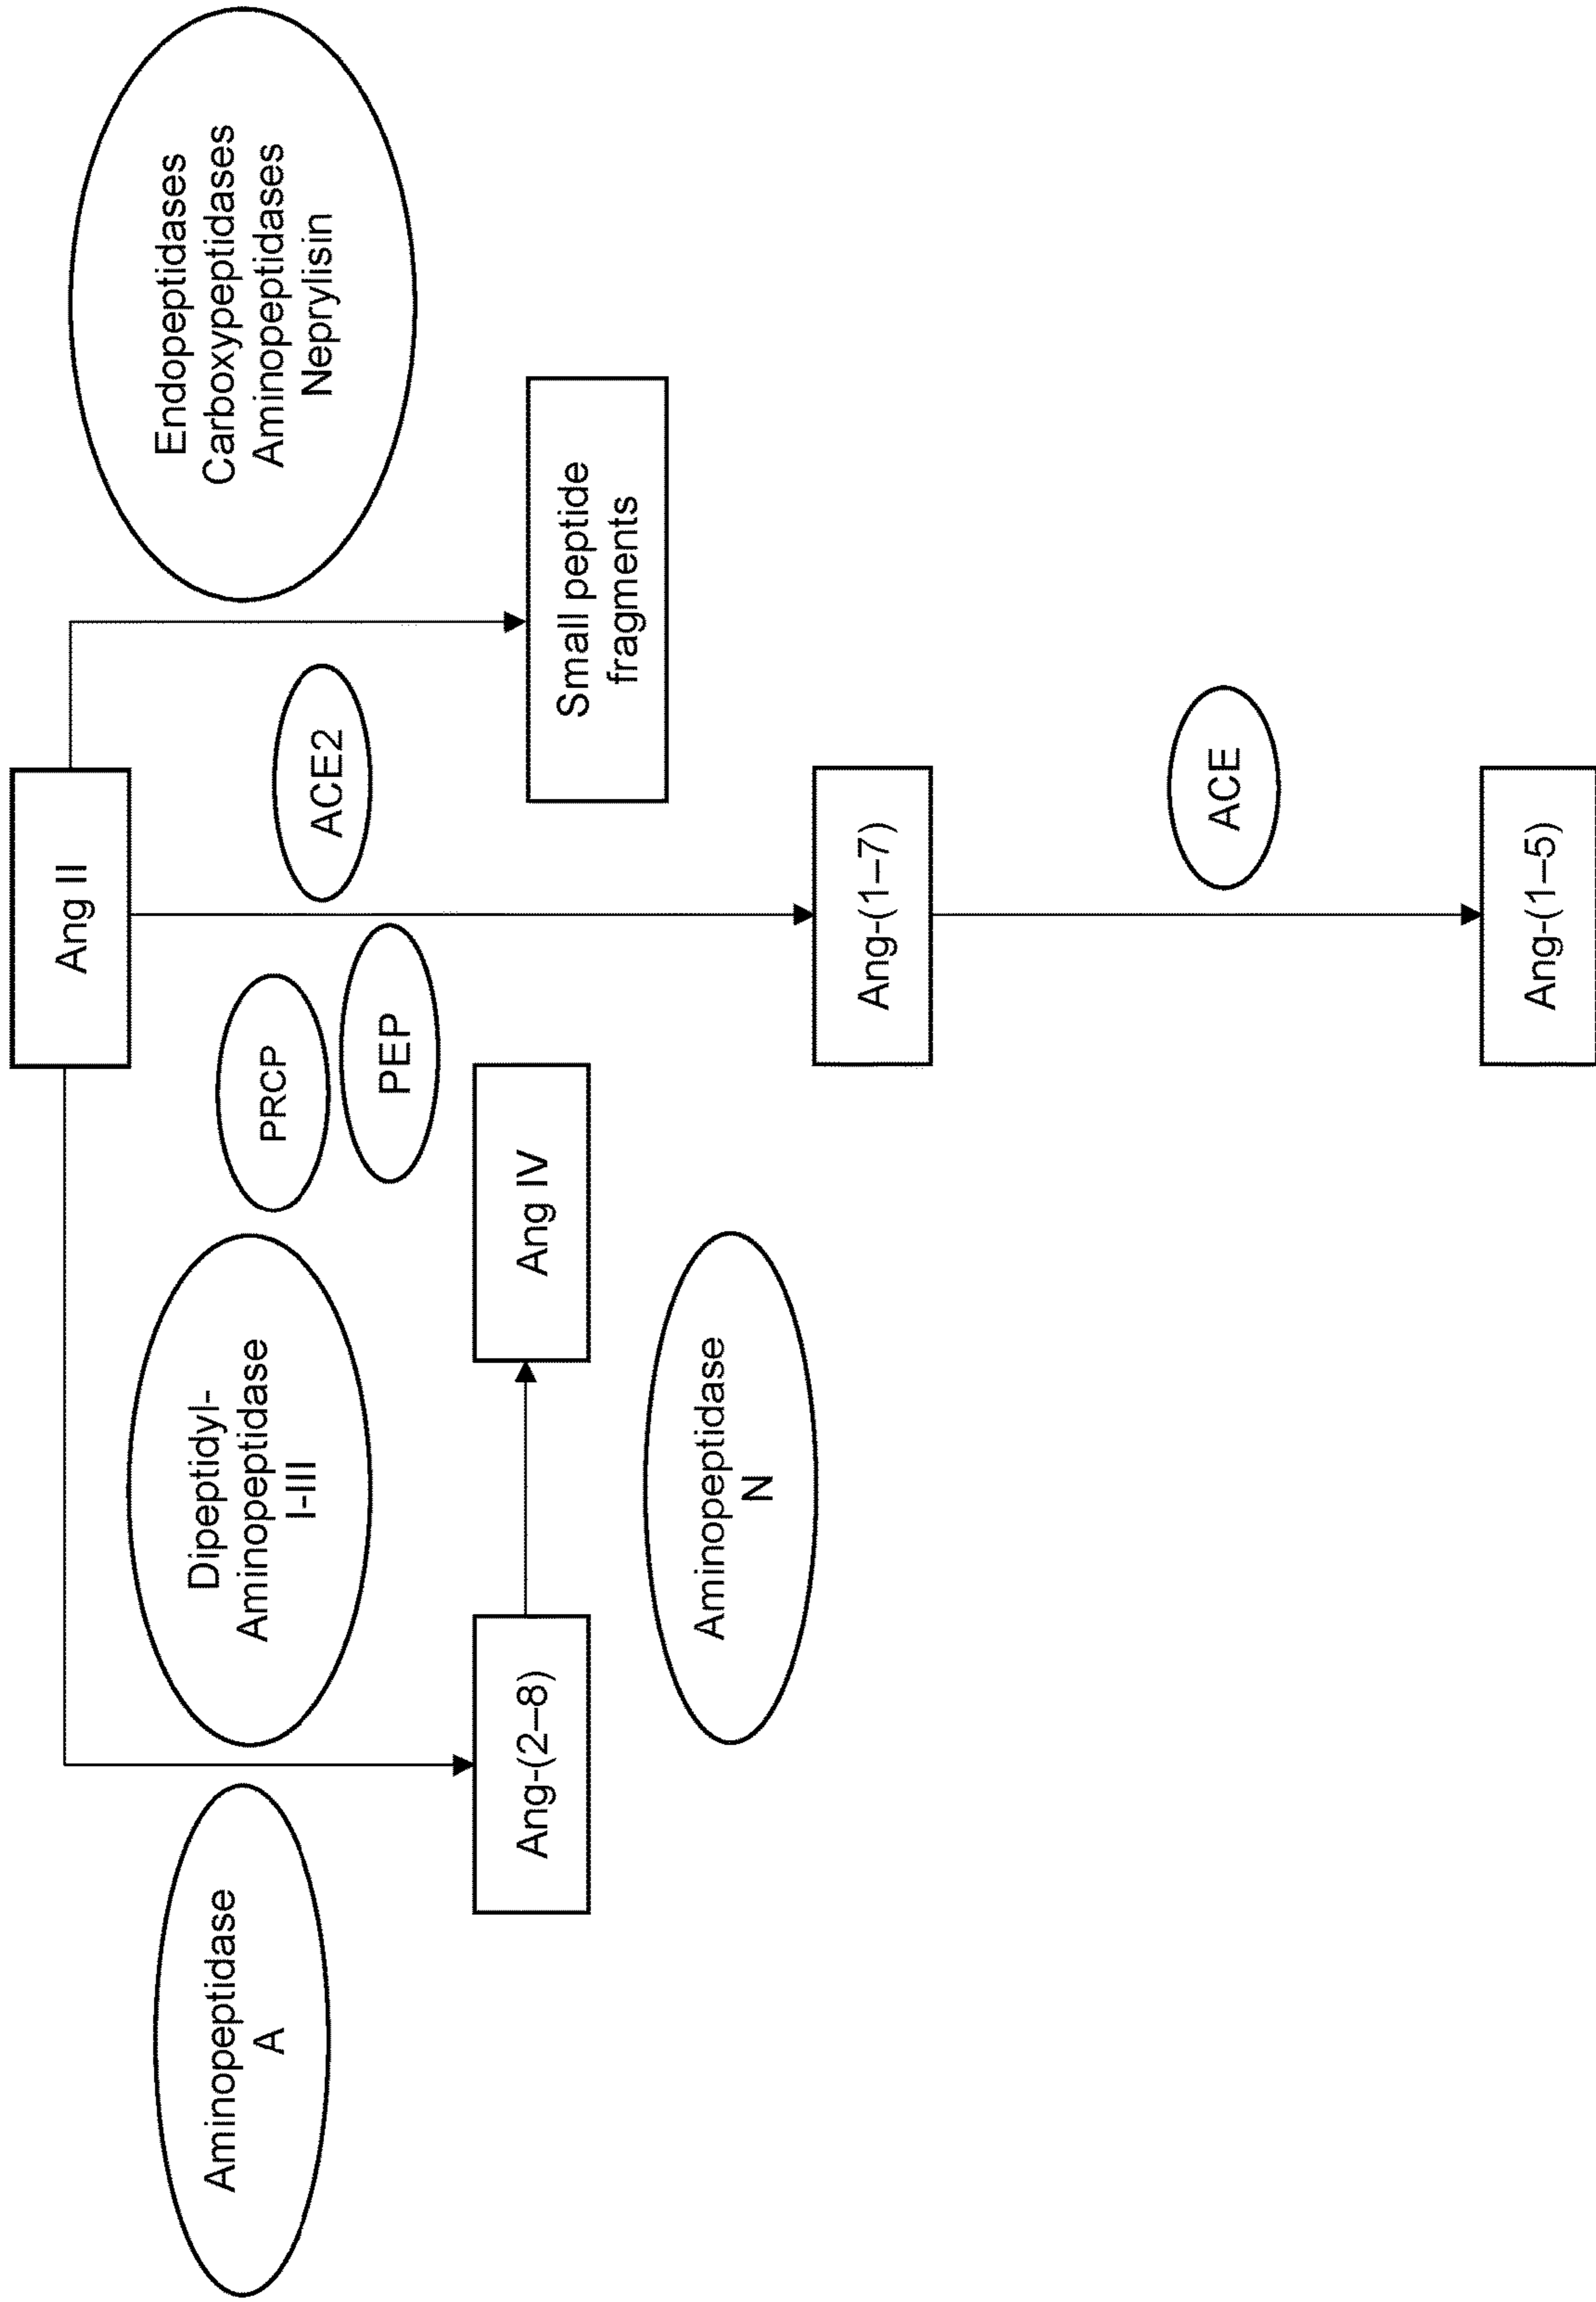 Ang II
Endopeptidases
Carboxypeptidases
Aminopeptidases
Neprylisin
Aminopeptidase
A
Dipeptidyl-
Aminopeptidase
I-III
PRCP
PEP
ACE2
Ang-(2–8)
Ang IV
Small peptide
fragments
Aminopeptidase
N
Ang-(1–7)
ACE
Ang-(1–5)